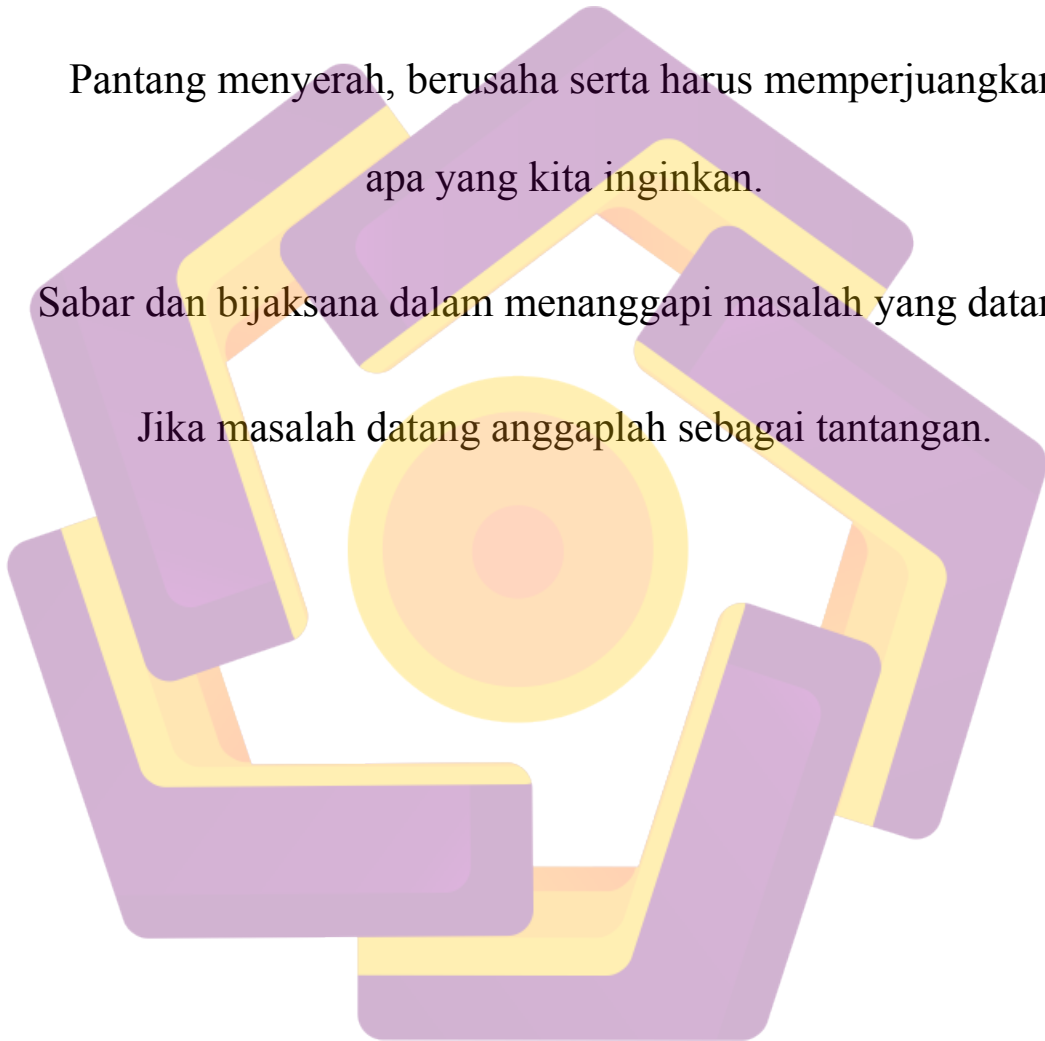 Pantang menyerah, berusaha serta harus memperjuangkan
apa yang kita inginkan.
Sabar dan bijaksana dalam menanggapi masalah yang
Jika masalah datang anggaplah sebagai tantangan.